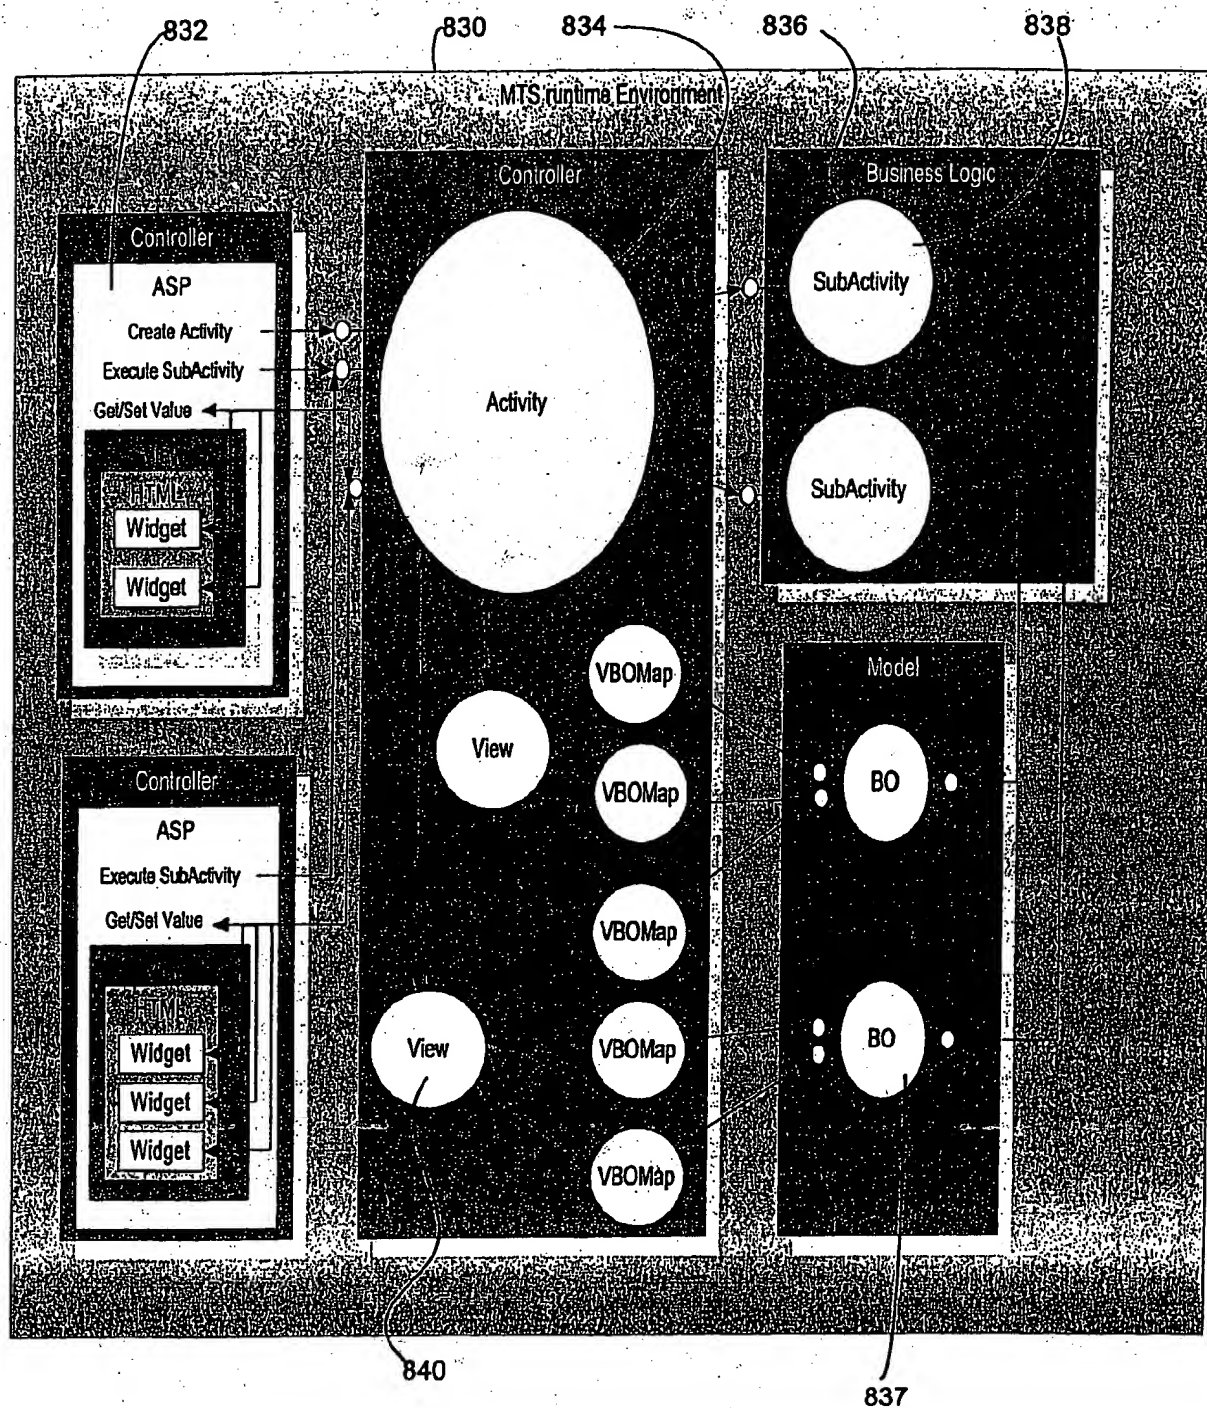 832
830
834
836
838
MTS runtime Environment
Controller
ASP
Create Activity
Execute SubActivity
Get/Set Value
HTML
Widget
Widget
Controller
ASP
Execute SubActivity
Get/Set Value
HTML
Widget
Widget
Widget
Controller
Activity
View
View
VBOMap
VBOMap
VBOMap
VBOMap
VBOMap
Business Logic
SubActivity
SubActivity
Model
BO
BO
840
837